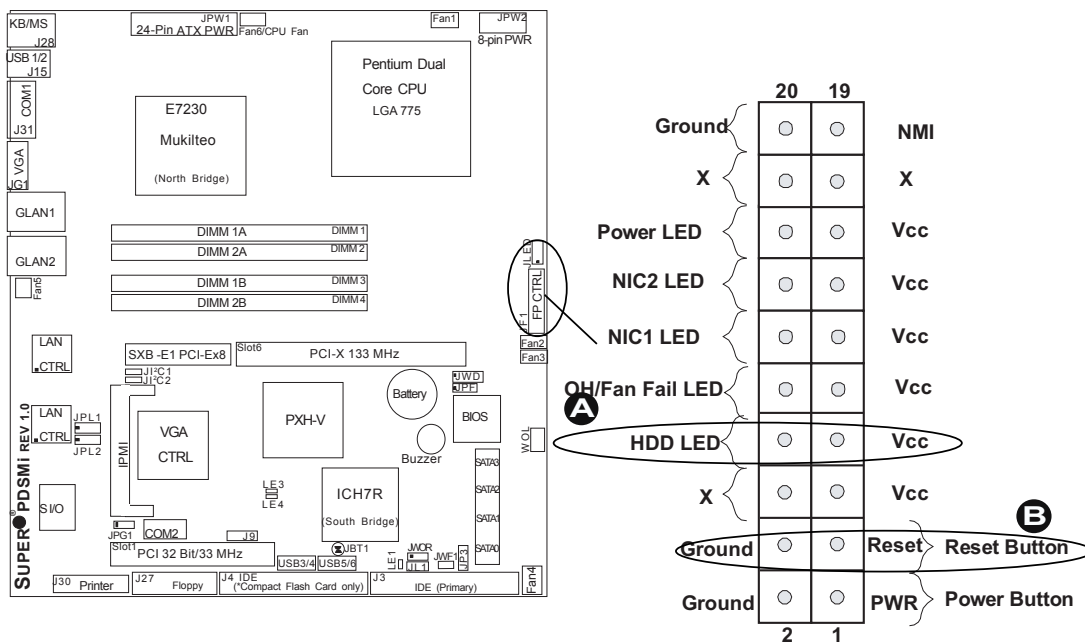 KB/MS
J28
USB 1/2
J15
COM1
J31
VGA
JG1
GLAN1
GLAN2
Fan5
JPW1
24-Pin ATX PWR
Fan6/CPU Fan
Fan1
JPW2
8-pin PWR
E7230
Mukilteo
(North Bridge)
Pentium Dual
Core CPU
LGA 775
DIMM 1A DIMM 1
DIMM 2A DIMM 2
DIMM 1B DIMM 3
DIMM 2B DIMM 4
JLED
FP CTRL
JF1
Fan2
Fan3
LAN
CTRL
SXB -E1 PCI-Ex8
Slot6
PCI-X 133 MHz
JI²C1
JI²C2
JWD
JPF
LAN
CTRL
JPL1
JPL2
IPMI
VGA
CTRL
PXH-V
Battery
BIOS
Buzzer
WOL
SATA3
SATA2
SATA1
SATA0
LE3
LE4
ICH7R
(South Bridge)
S I/O
JPG1
COM2
J9
Slot1
PCI 32 Bit/33 MHz
JBT1
USB3/4
USB5/6
LE1
JWOR
JL1
JWF1
JP3
J30 Printer
J27
Floppy
J4 IDE
(*Compact Flash Card only)
J3
IDE (Primary)
Fan4
SUPER® PDSMi REV 1.0
20 19
Ground NMI
X X
Power LED Vcc
NIC2 LED Vcc
NIC1 LED Vcc
OH/Fan Fail LED Vcc
A
HDD LED Vcc
X Vcc
B
Ground Reset Reset Button
Ground PWR Power Button
2 1